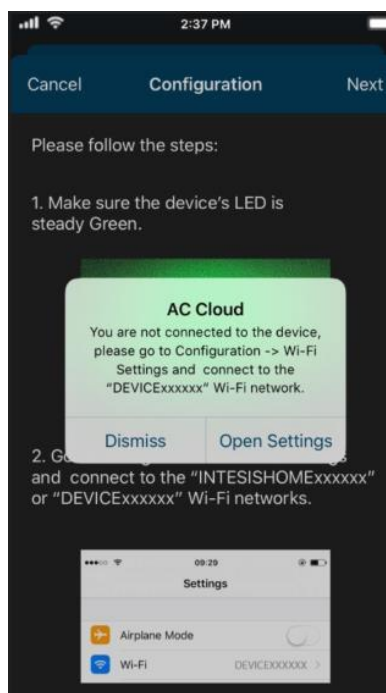 2:37 PM
Cancel Configuration Next
Please follow the steps:
1. Make sure the device's LED is
steady Green.
AC Cloud
You are not connected to the device,
please go to Configuration -> Wi-Fi
Settings and connect to the
"DEVICExxxxxx" Wi-Fi network.
Dismiss Open Settings
2.
and connect to the "INTESISHOMExxxxxx"
or "DEVICExxxxxx" Wi-Fi networks.
09:29
Settings
Airplane Mode
Wi-Fi DEVICEXXXXXX >